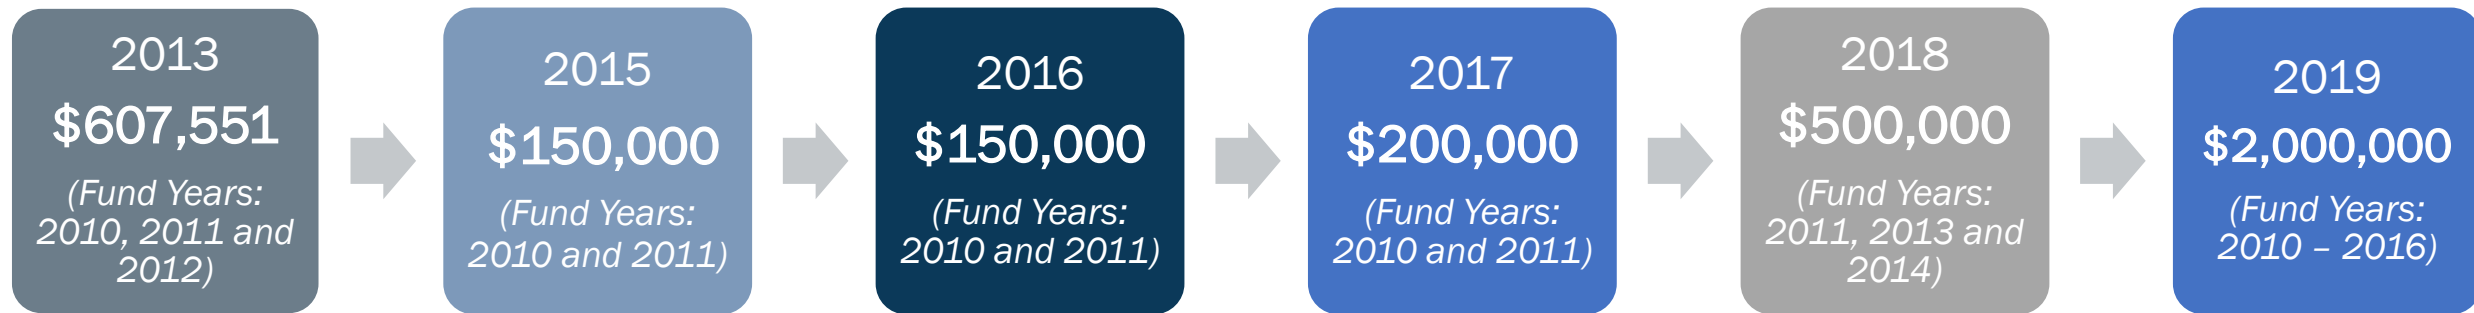 2013
$607,551
(Fund Years:
2010, 2011 and
2012)
2015
$150,000
(Fund Years:
2010 and 2011)
2016
$150,000
(Fund Years:
2010 and 2011)
2017
$200,000
(Fund Years:
2010 and 2011)
2018
$500,000
(Fund Years:
2011, 2013 and
2014)
2019
$2,000,000
(Fund Years:
2010 – 2016)